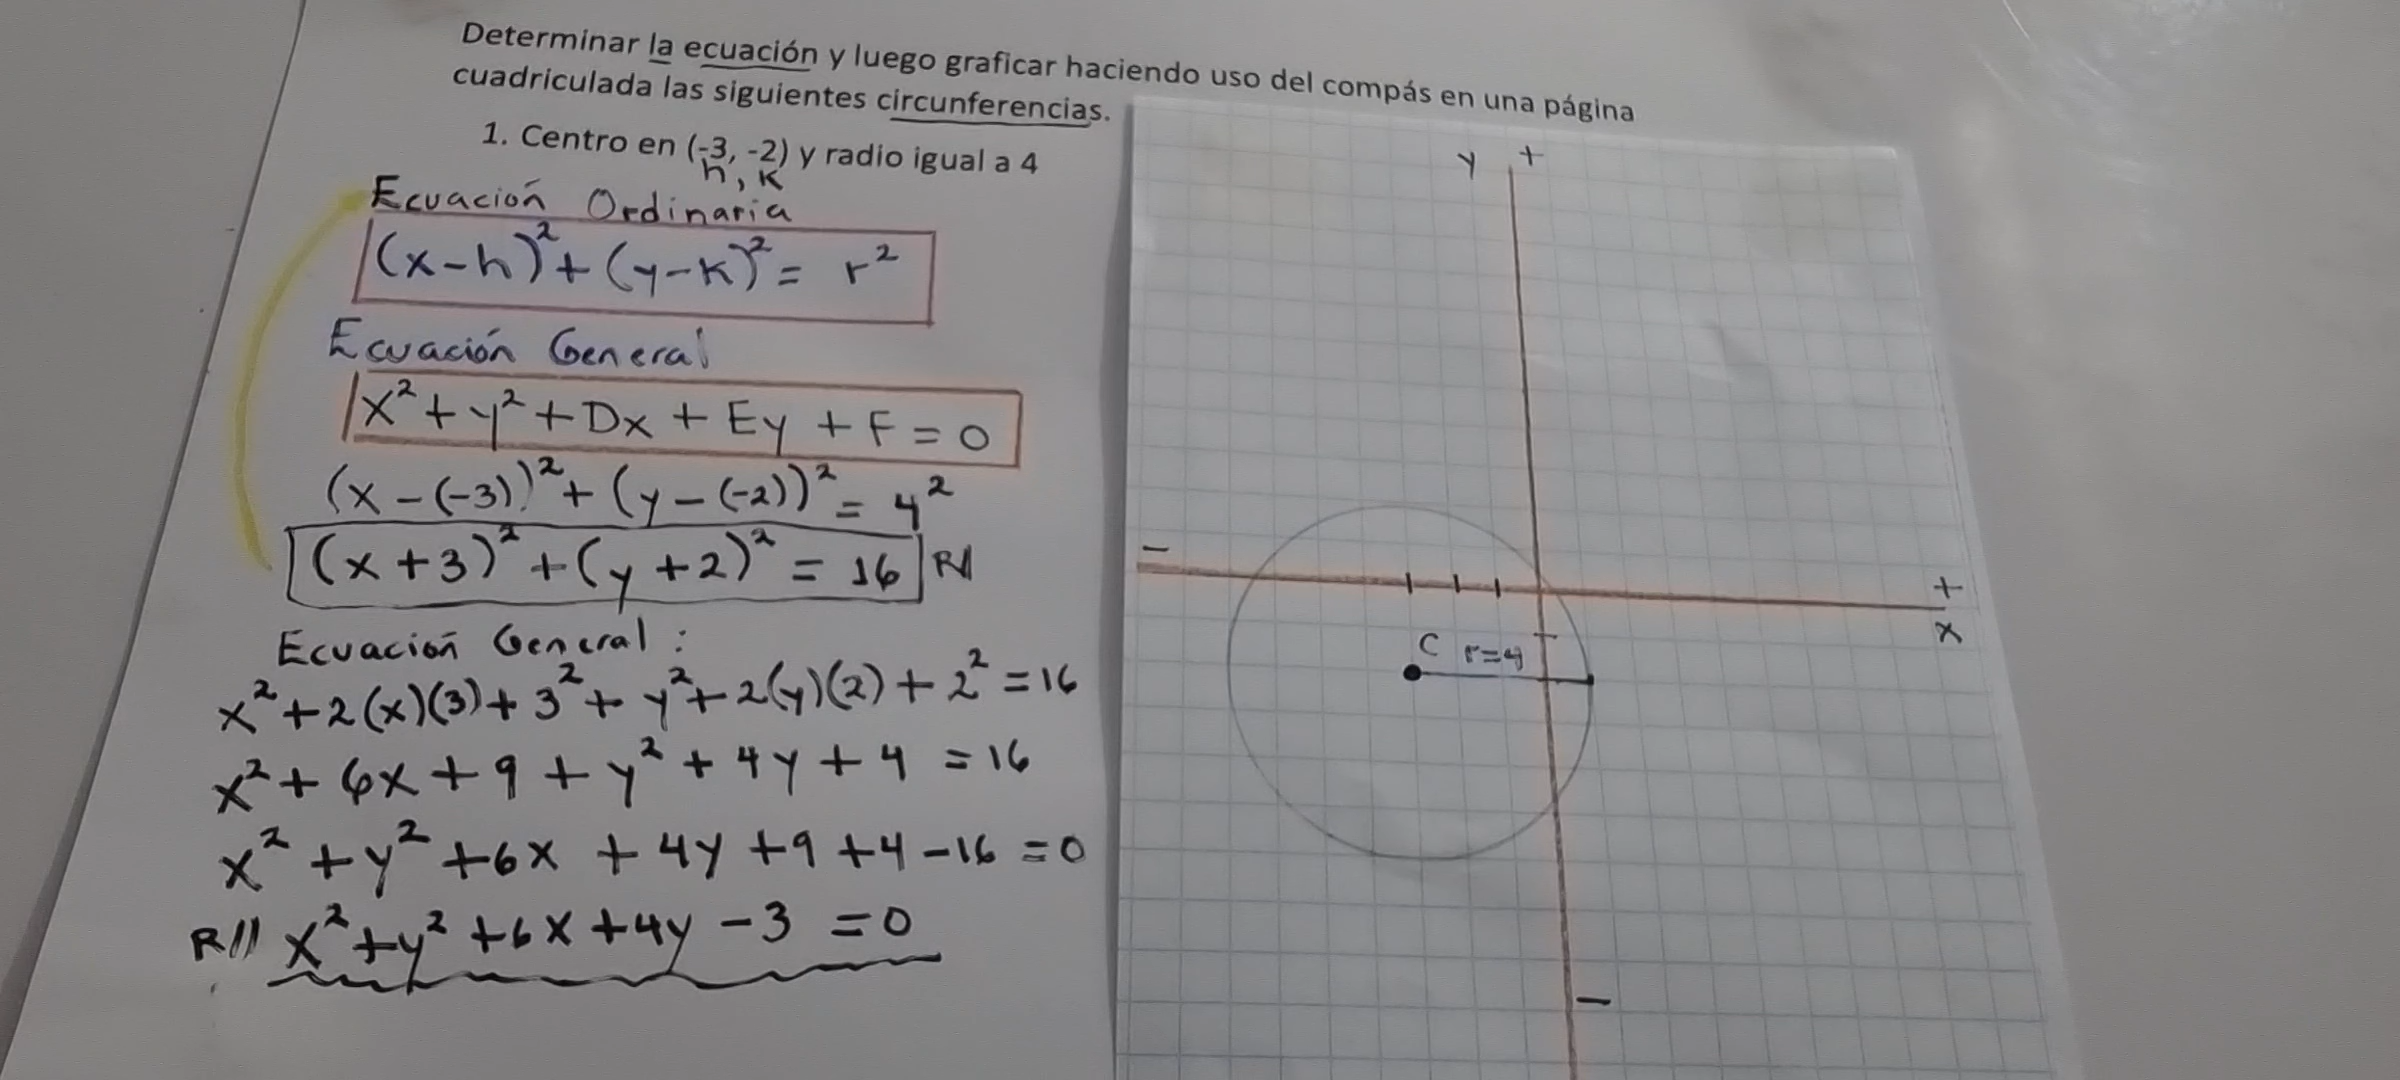 Determinar la ecuación y luego graficar haciendo uso del compás en una página
cuadriculada las siguientes circunferencias.
1. Centro en (-3, -2) y radio igual a 4
h, K
Ecuación Ordinaria
(x-h)²+(y-K)²= r²
Ecuación General
x²+y²+Dx+Ey+F=0
(x-(-3))²+(y-(-2))²=4²
(x+3)²+(y+2)²=16 R//
Ecuación General:
x²+2(x)(3)+3²+y²+2(y)(2)+2²=16
x²+6x+9+y²+4y+4=16
x²+y²+6x+4y+9+4-16=0
R// x²+y²+6x+4y-3=0
y +
-
+
x
C r=4
-